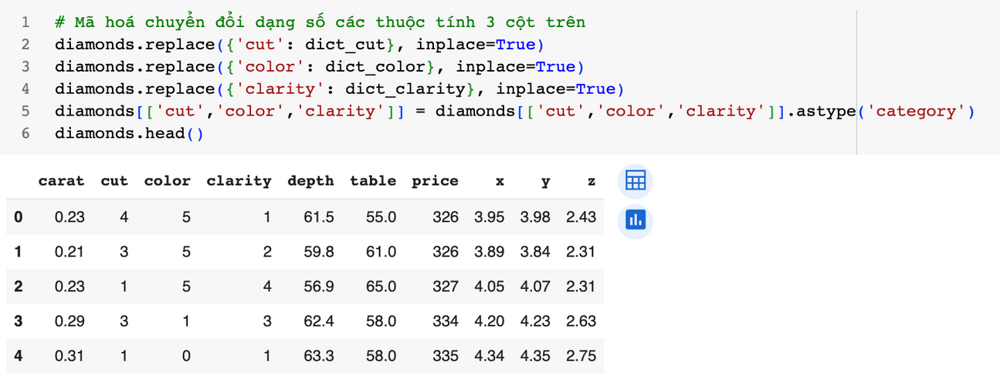 1 # Mã hoá chuyển đổi dạng số các thuộc tính 3 cột trên
2 diamonds.replace({'cut': dict_cut}, inplace=True)
3 diamonds.replace({'color': dict_color}, inplace=True)
4 diamonds.replace({'clarity': dict_clarity}, inplace=True)
5 diamonds[['cut','color','clarity']] = diamonds[['cut','color','clarity']].astype('category')
6 diamonds.head()
carat cut color clarity depth table price x y z
0 0.23 4 5 1 61.5 55.0 326 3.95 3.98 2.43
1 0.21 3 5 2 59.8 61.0 326 3.89 3.84 2.31
2 0.23 1 5 4 56.9 65.0 327 4.05 4.07 2.31
3 0.29 3 1 3 62.4 58.0 334 4.20 4.23 2.63
4 0.31 1 0 1 63.3 58.0 335 4.34 4.35 2.75